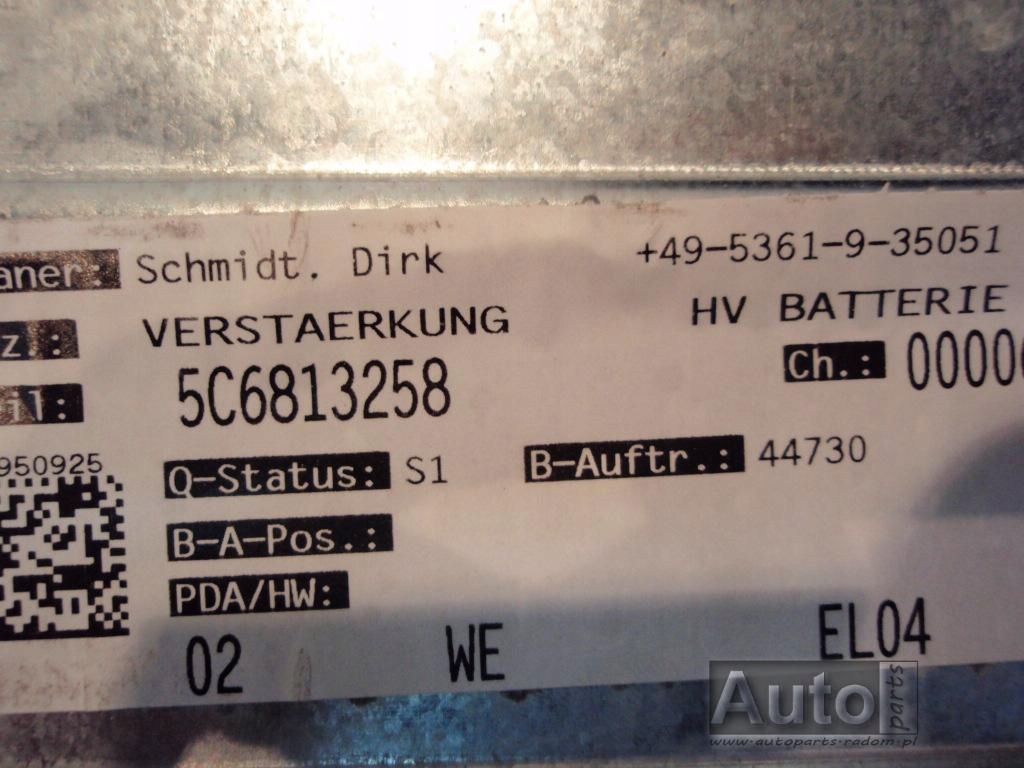 aner: Schmidt, Dirk +49-5361-9-35051
z.: VERSTAERKUNG HV BATTERIE
il: 5C6813258 Ch.: 0000
950925 Q-Status: S1 B-Auftr.: 44730
B-A-Pos.:
PDA/HW:
02 WE EL04
Auto parts
www.autoparts.radom.pl